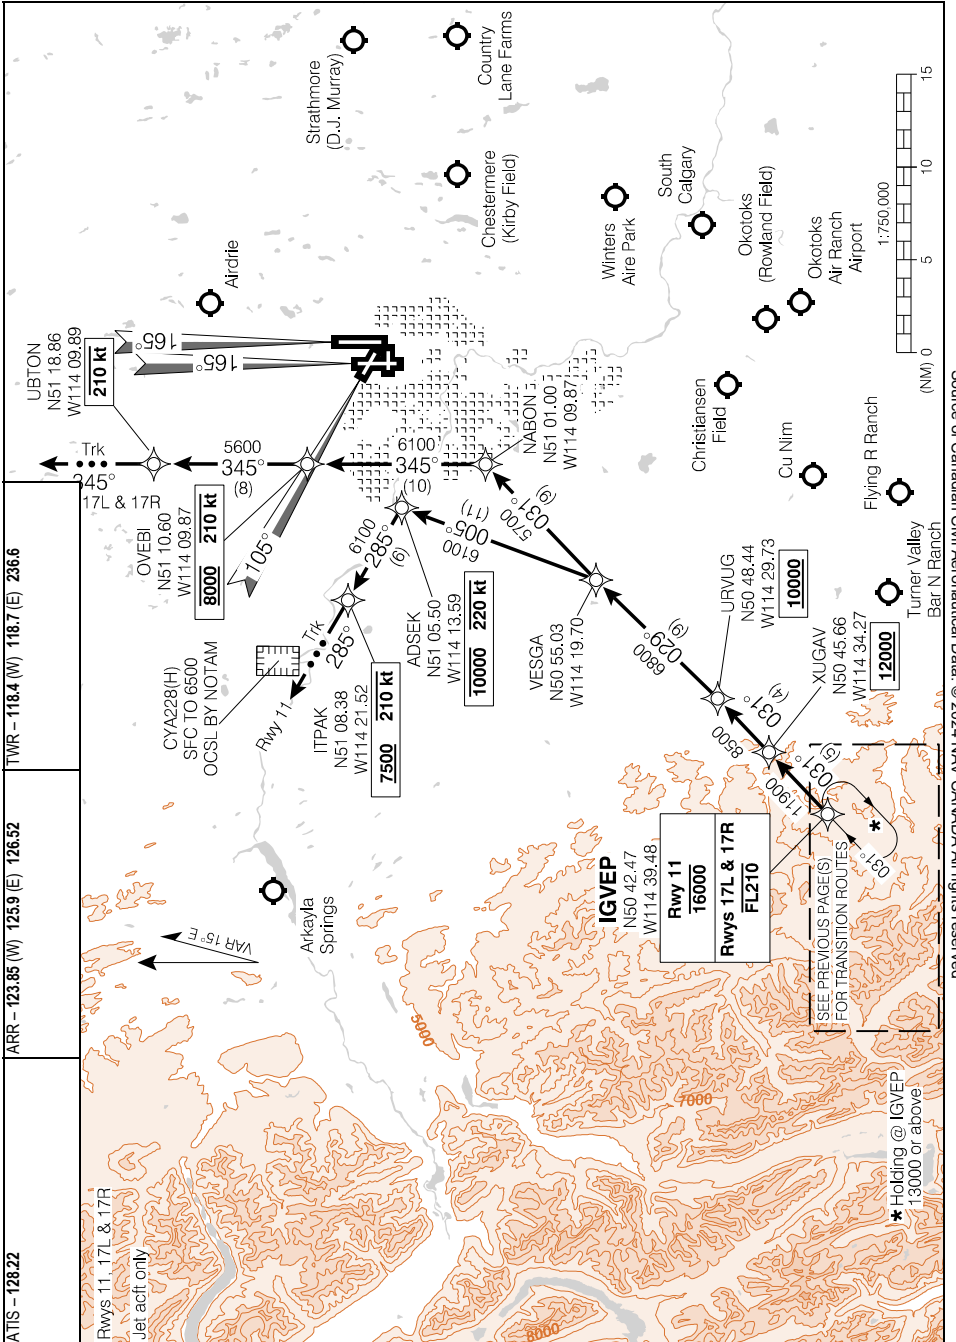 ATIS – 128.22
ARR – 123.85 (W) 125.9 (E) 126.52
TWR – 118.4 (W) 118.7 (E) 236.6
Rwys 11, 17L & 17R
Jet acft only
VAR 15° E
Arkayla
Springs
5000
7000
6000
CYA228(H)
SFC TO 6500
OCSL BY NOTAM
Rwy 11
Trk
285°
ITPAK
N51 08.38
W114 21.52
7500 210 kt
6100
285°
(6)
ADSEK
N51 05.50
W114 13.59
10000 220 kt
Trk
345°
17L & 17R
UBTON
N51 18.86
W114 09.89
210 kt
5600
345°
(8)
OVEBI
N51 10.60
W114 09.87
8000 210 kt
105°
165°
165°
6100
345°
(10)
NABON
N51 01.00
W114 09.87
5700
031°
(9)
6100
005°
(11)
VESGA
N50 55.03
W114 19.70
6800
029°
(9)
URVUG
N50 48.44
W114 29.73
10000
8500
031°
(4)
XUGAV
N50 45.66
W114 34.27
12000
11900
031°
(5)
IGVEP
N50 42.47
W114 39.48
Rwy 11
16000
Rwys 17L & 17R
FL210
SEE PREVIOUS PAGE(S)
FOR TRANSITION ROUTES
031°
*
* Holding @ IGVEP
13000 or above
Airdrie
Strathmore
(D.J. Murray)
Country
Lane Farms
Chestermere
(Kirby Field)
Winters
Aire Park
South
Calgary
Okotoks
(Rowland Field)
Okotoks
Air Ranch
Airport
Christiansen
Field
Cu Nim
Flying R Ranch
Turner Valley
Bar N Ranch
1:750,000
(NM) 0 5 10 15